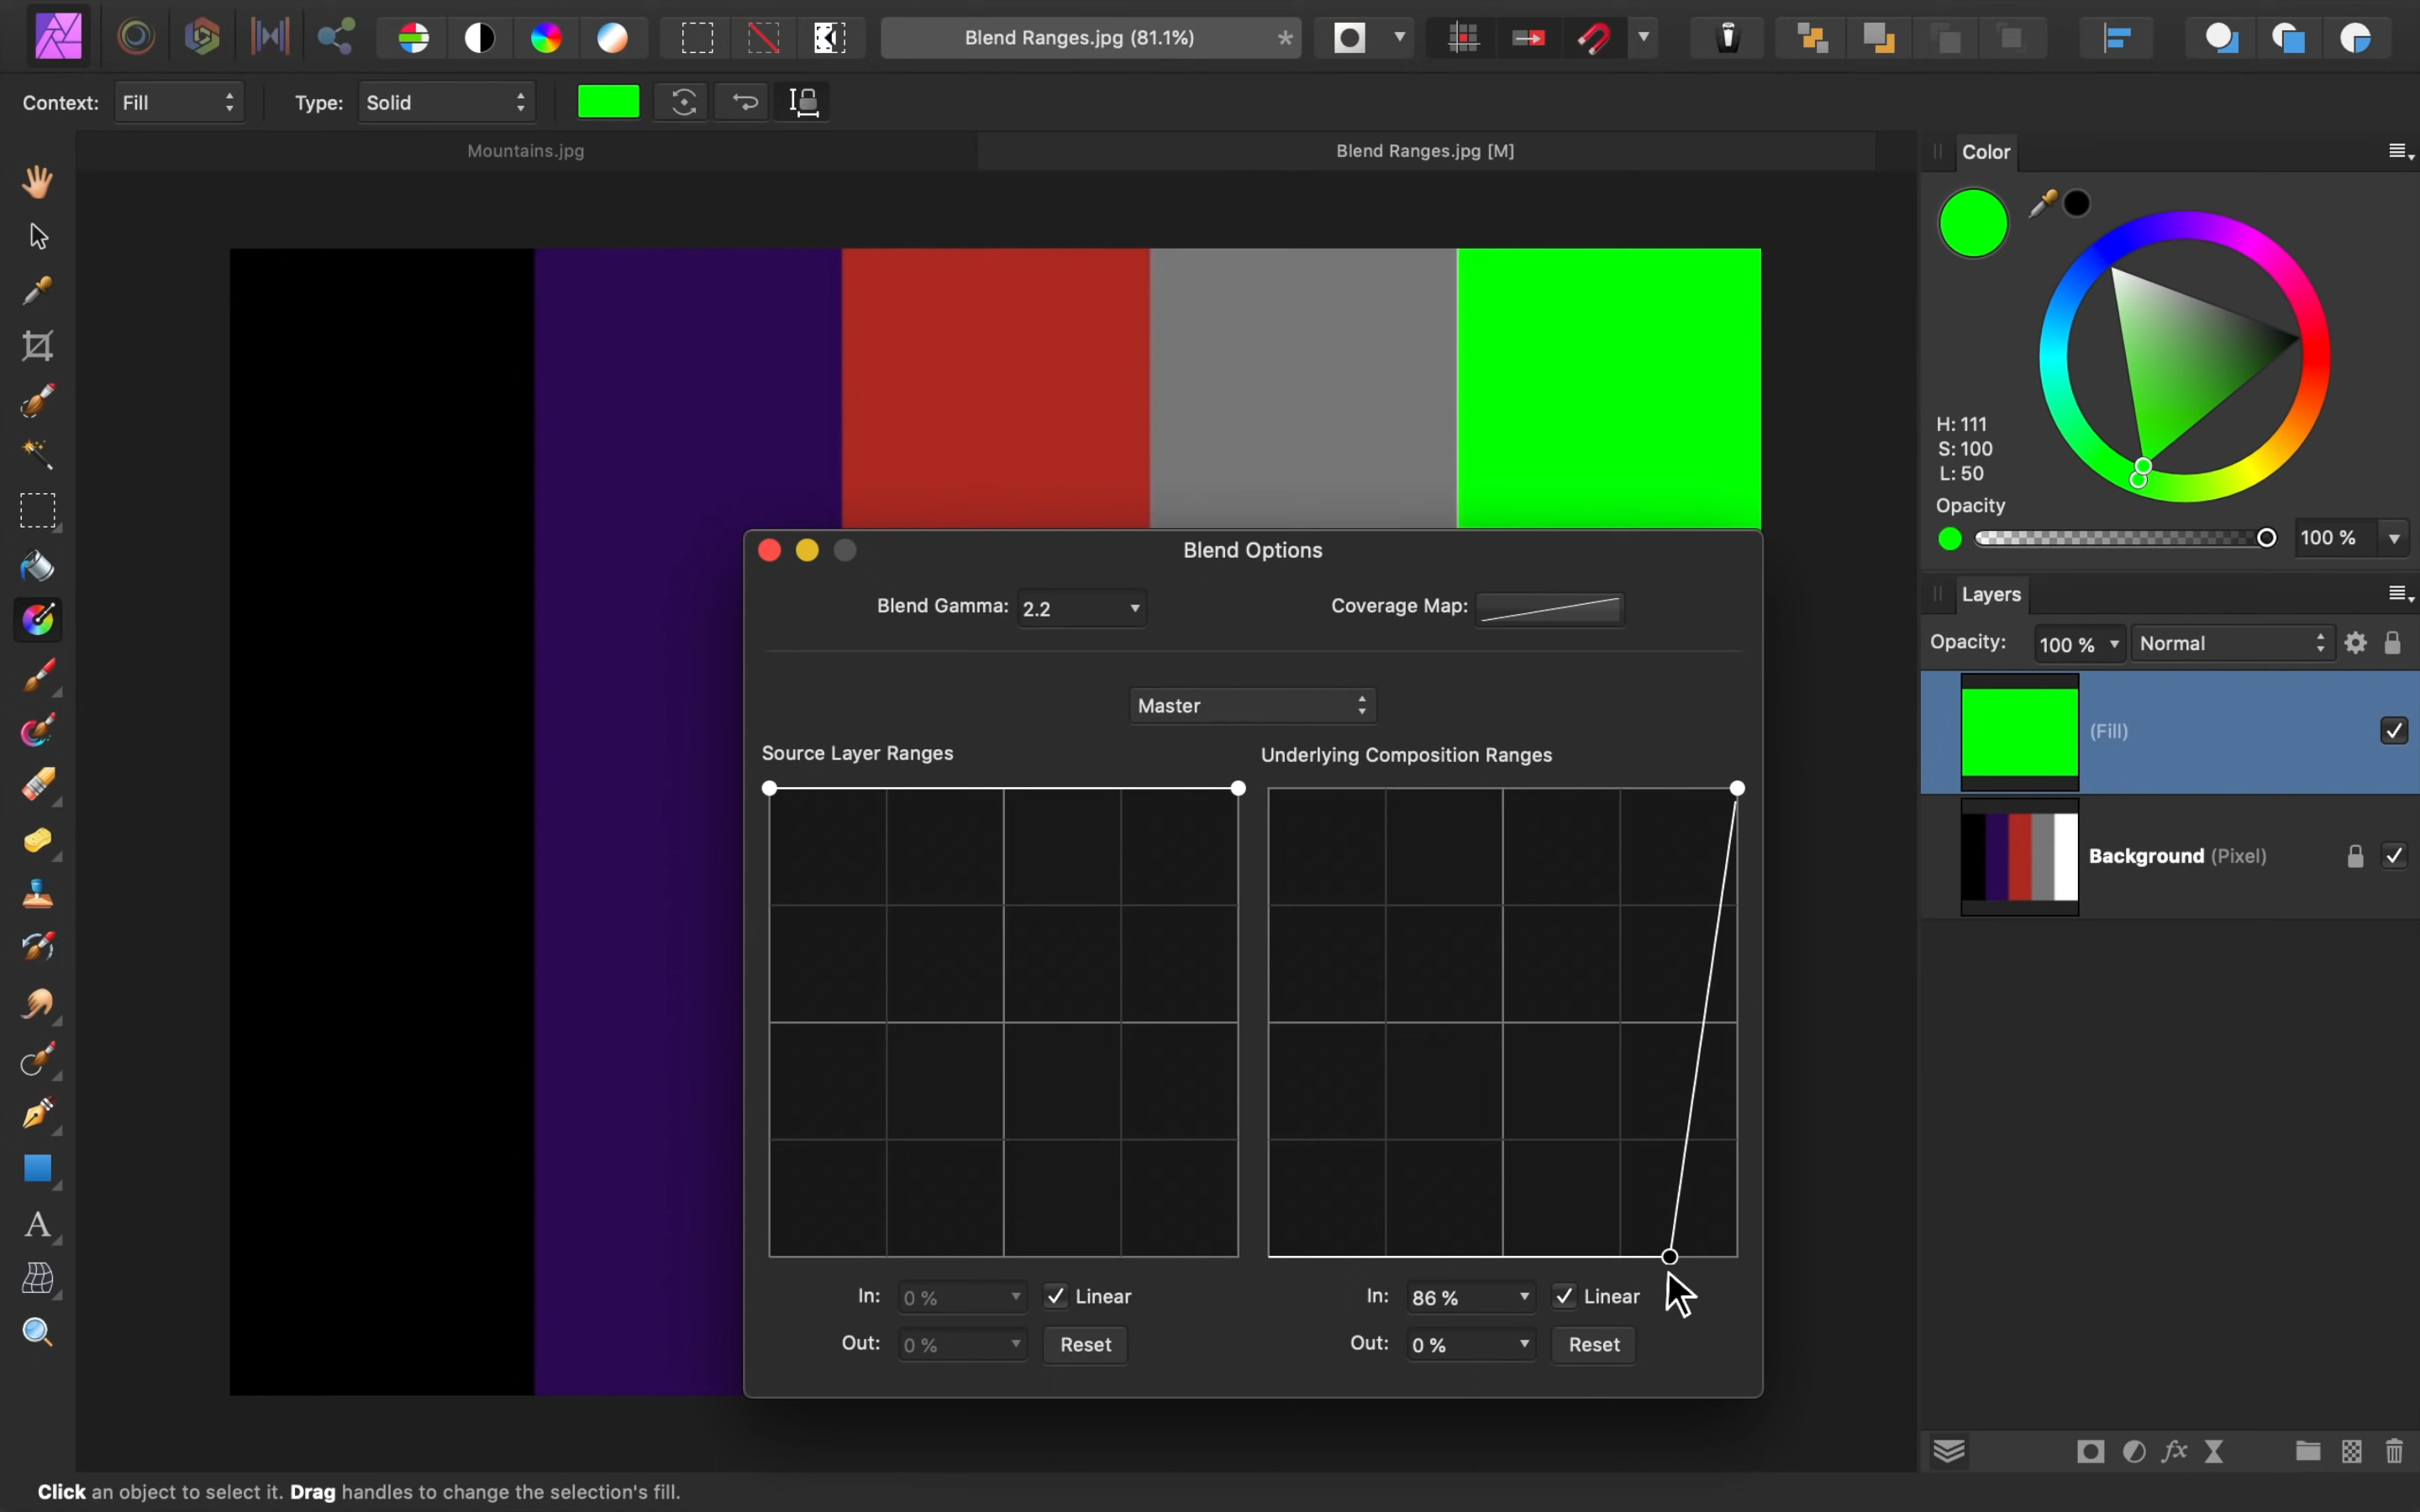 Blend Ranges.jpg (81.1%) *
Context: Fill Type: Solid
Mountains.jpg Blend Ranges.jpg [M]
Color
H: 111
S: 100
L: 50
Opacity
100 %
Blend Options
Blend Gamma: 2.2 Coverage Map:
Master
Source Layer Ranges Underlying Composition Ranges
In: 0 % Linear In: 86 % Linear
Out: 0 % Reset Out: 0 % Reset
Layers
Opacity: 100 % Normal
(Fill)
Background (Pixel)
A
fx
Click an object to select it. Drag handles to change the selection's fill.